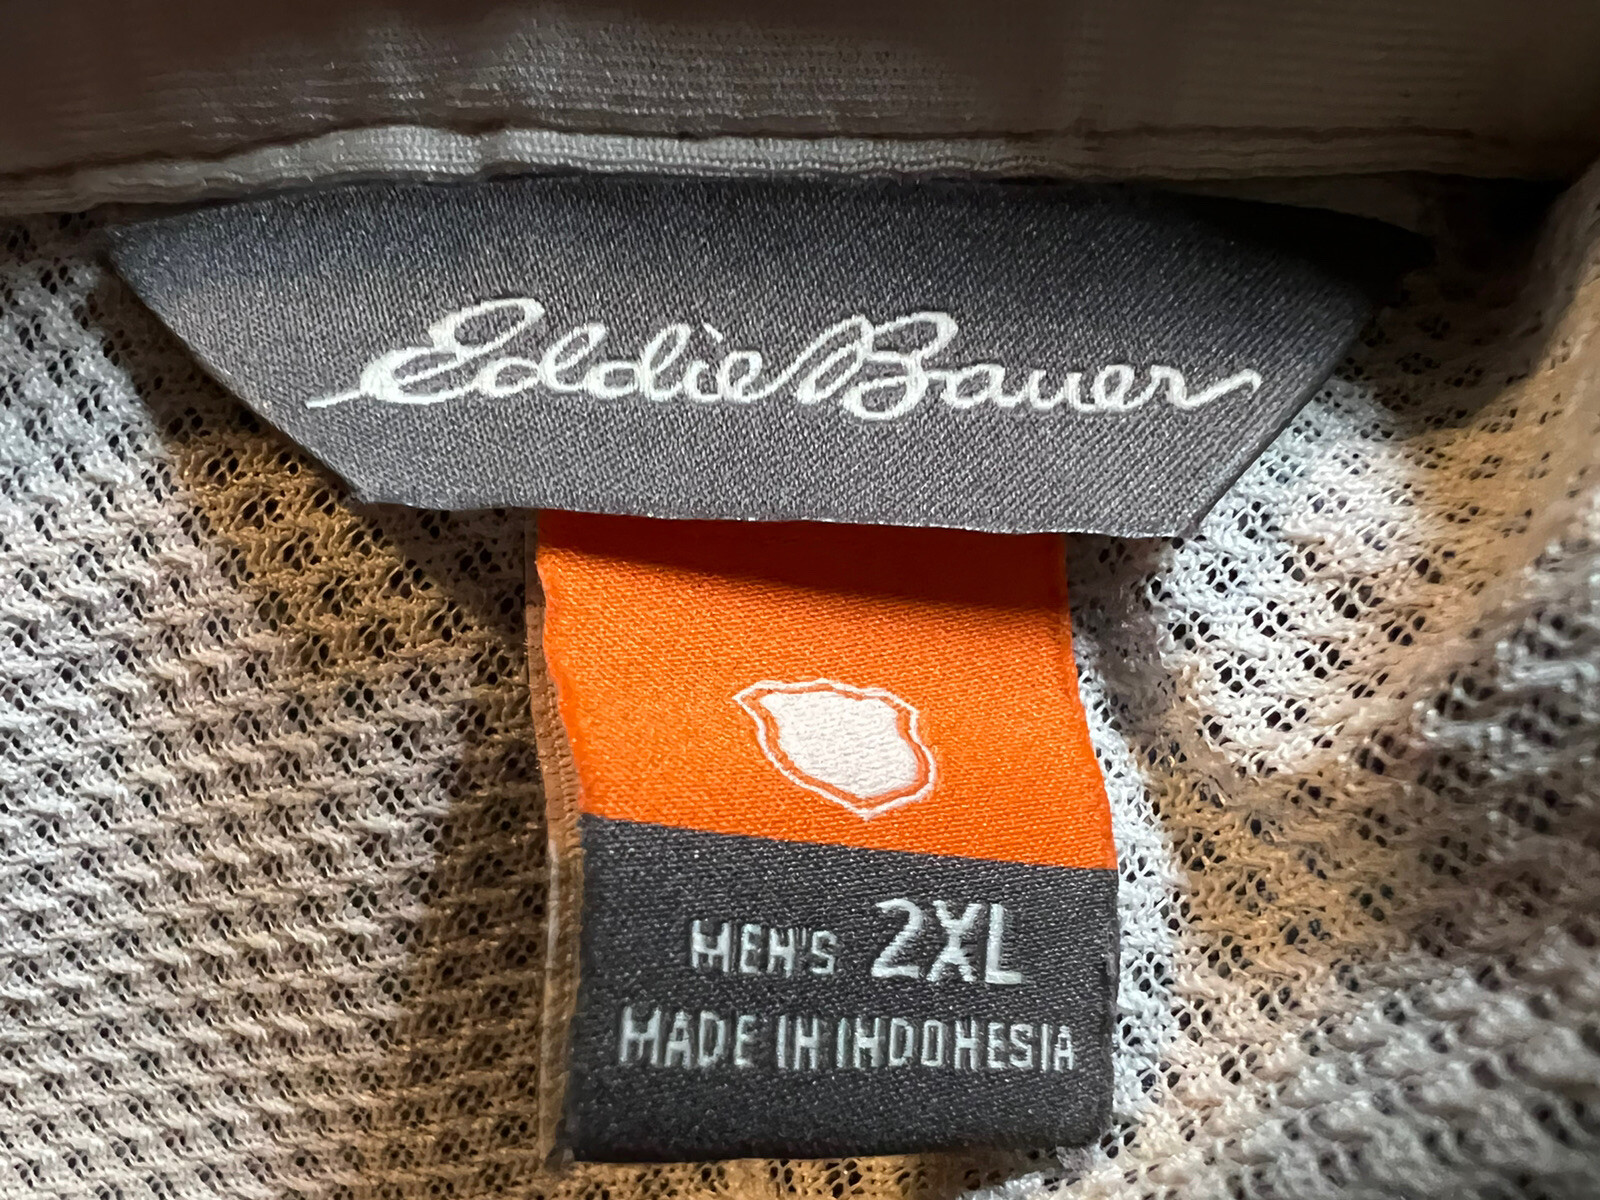 Eddie Bauer
MEN'S 2XL
MADE IN INDONESIA